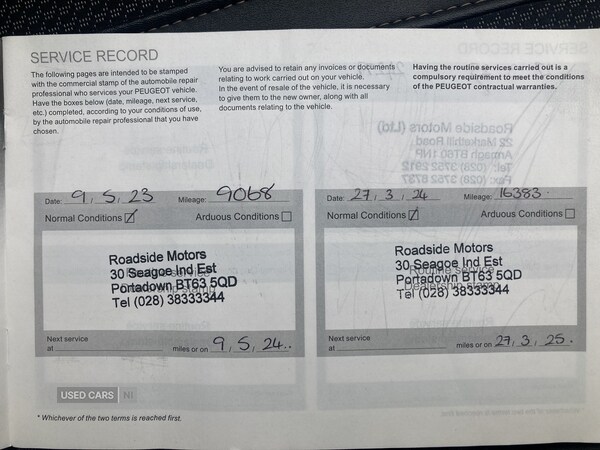 SERVICE RECORD
The following pages are intended to be stamped
with the commercial stamp of the automobile repair
professional who services your PEUGEOT vehicle.
Have the boxes below (date, mileage, next service,
etc.) completed, according to your conditions of use,
by the automobile repair professional that you have
chosen.
You are advised to retain any invoices or documents
relating to work carried out on your vehicle.
In the event of resale of the vehicle, it is necessary
to give them to the new owner, along with all
documents relating to the vehicle.
Having the routine services carried out is a
compulsory requirement to meet the conditions
of the PEUGEOT contractual warranties.
Date: 9,5,23 Mileage: 9068
Normal Conditions Arduous Conditions
Roadside Motors
30 Seagoe Ind Est
Portadown BT63 5QD
Tel (028) 38333344
Next service
at miles or on 9,5,24..
Date: 27,3,24 Mileage: 16383.
Normal Conditions Arduous Conditions
Roadside Motors
30 Seagoe Ind Est
Routine service
Portadown BT63 5QD
Dealership stamp
Tel (028) 38333344
Next service
at miles or on 27,3,25.
USED CARS NI
* Whichever of the two terms is reached first.